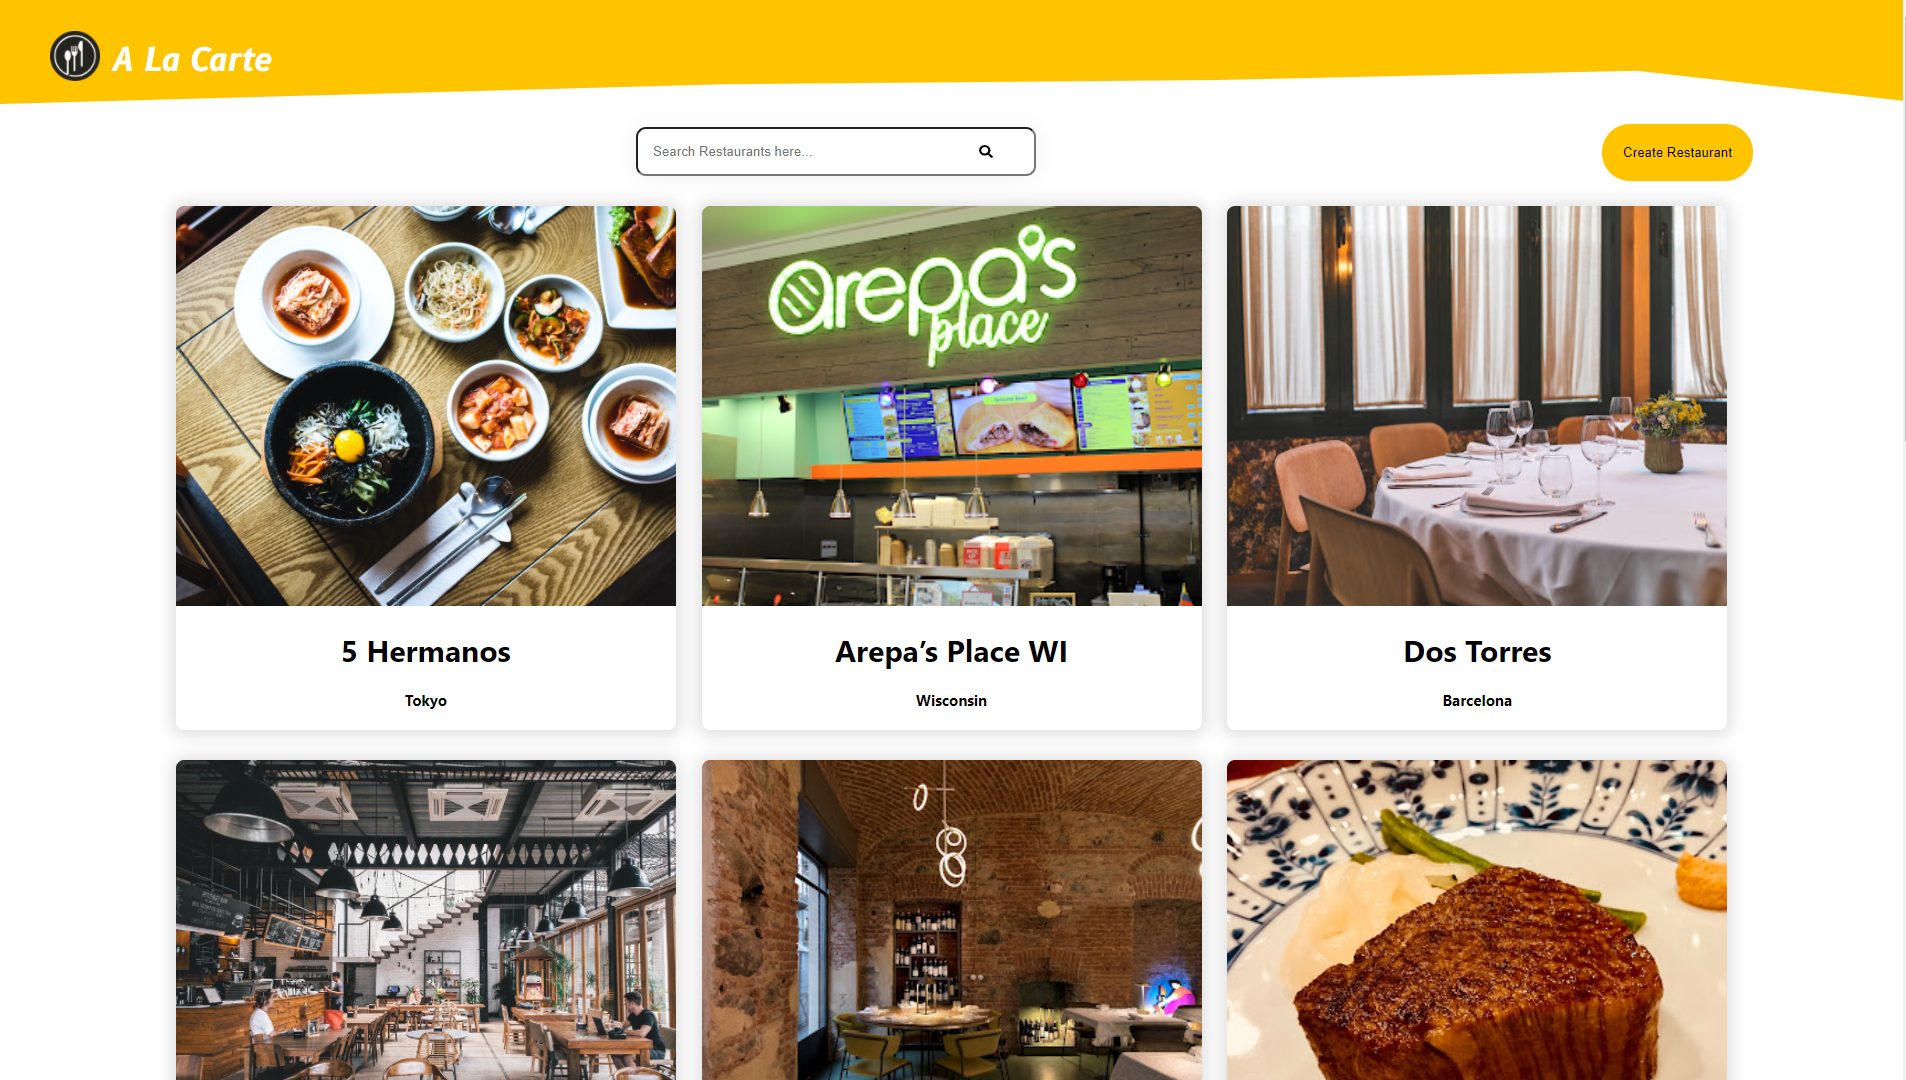 A La Carte
Search Restaurants here...
Create Restaurant
arepa's
place
5 Hermanos
Arepa’s Place WI
Dos Torres
Tokyo
Wisconsin
Barcelona